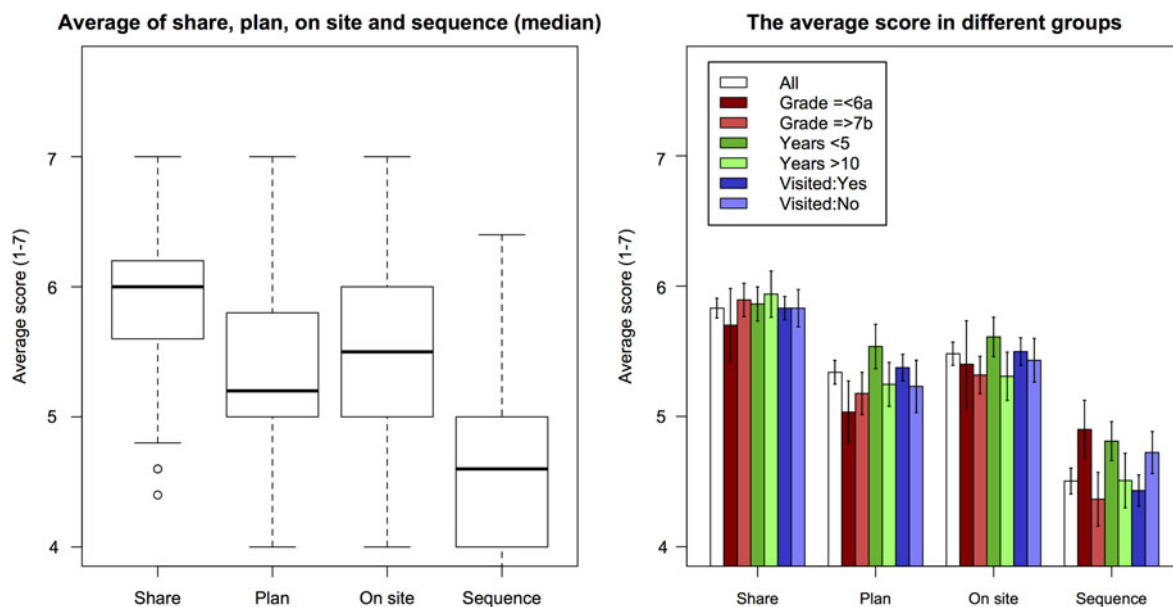 Average of share, plan, on site and sequence (median)
Average score (1-7)
7
6
5
4
Share Plan On site Sequence
The average score in different groups
All
Grade =<6a
Grade =>7b
Years <5
Years >10
Visited:Yes
Visited:No
Average score (1-7)
7
6
5
4
Share Plan On site Sequence